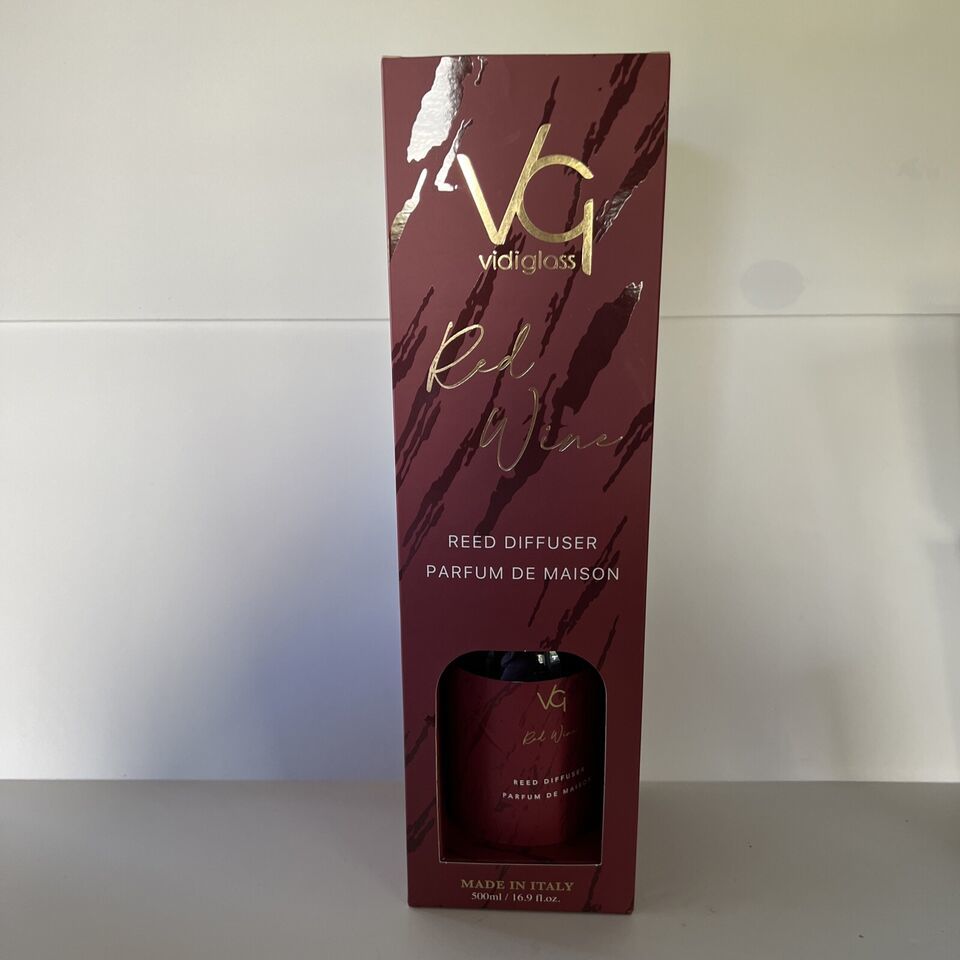 VG
vidiglass
Red
Wine
REED DIFFUSER
PARFUM DE MAISON
VG
Red Wine
REED DIFFUSER
PARFUM DE MAISON
MADE IN ITALY
500ml / 16.9 fl.oz.